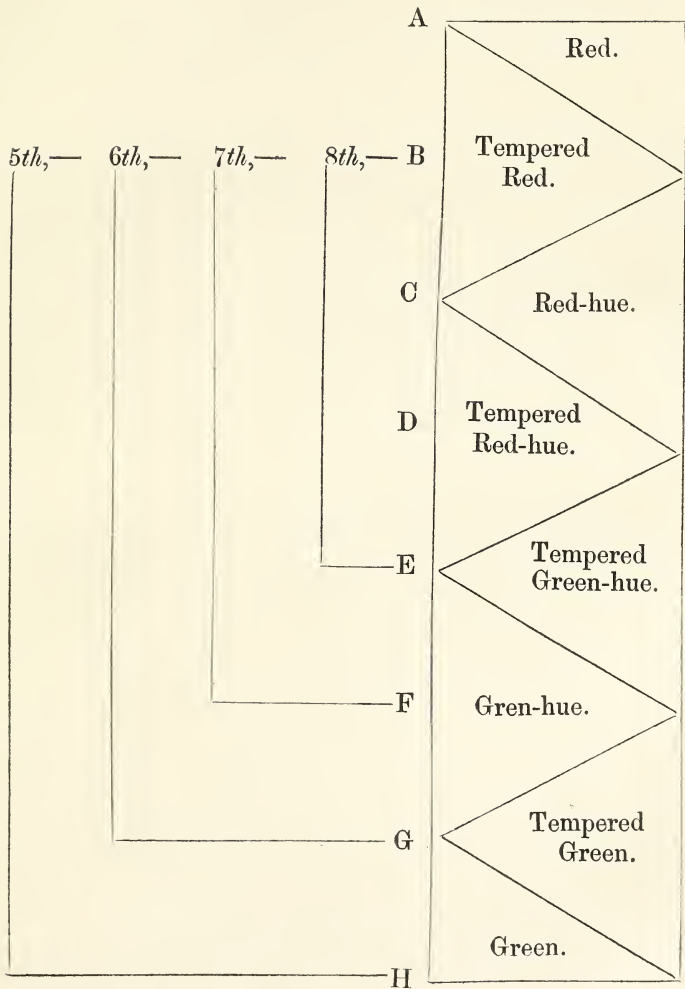 A
Red.
5th,— 6th,— 7th,— 8th,— B
Tempered
Red.
C
Red-hue.
D
Tempered
Red-hue.
E
Tempered
Green-hue.
F
Gren-hue.
G
Tempered
Green.
Green.
H